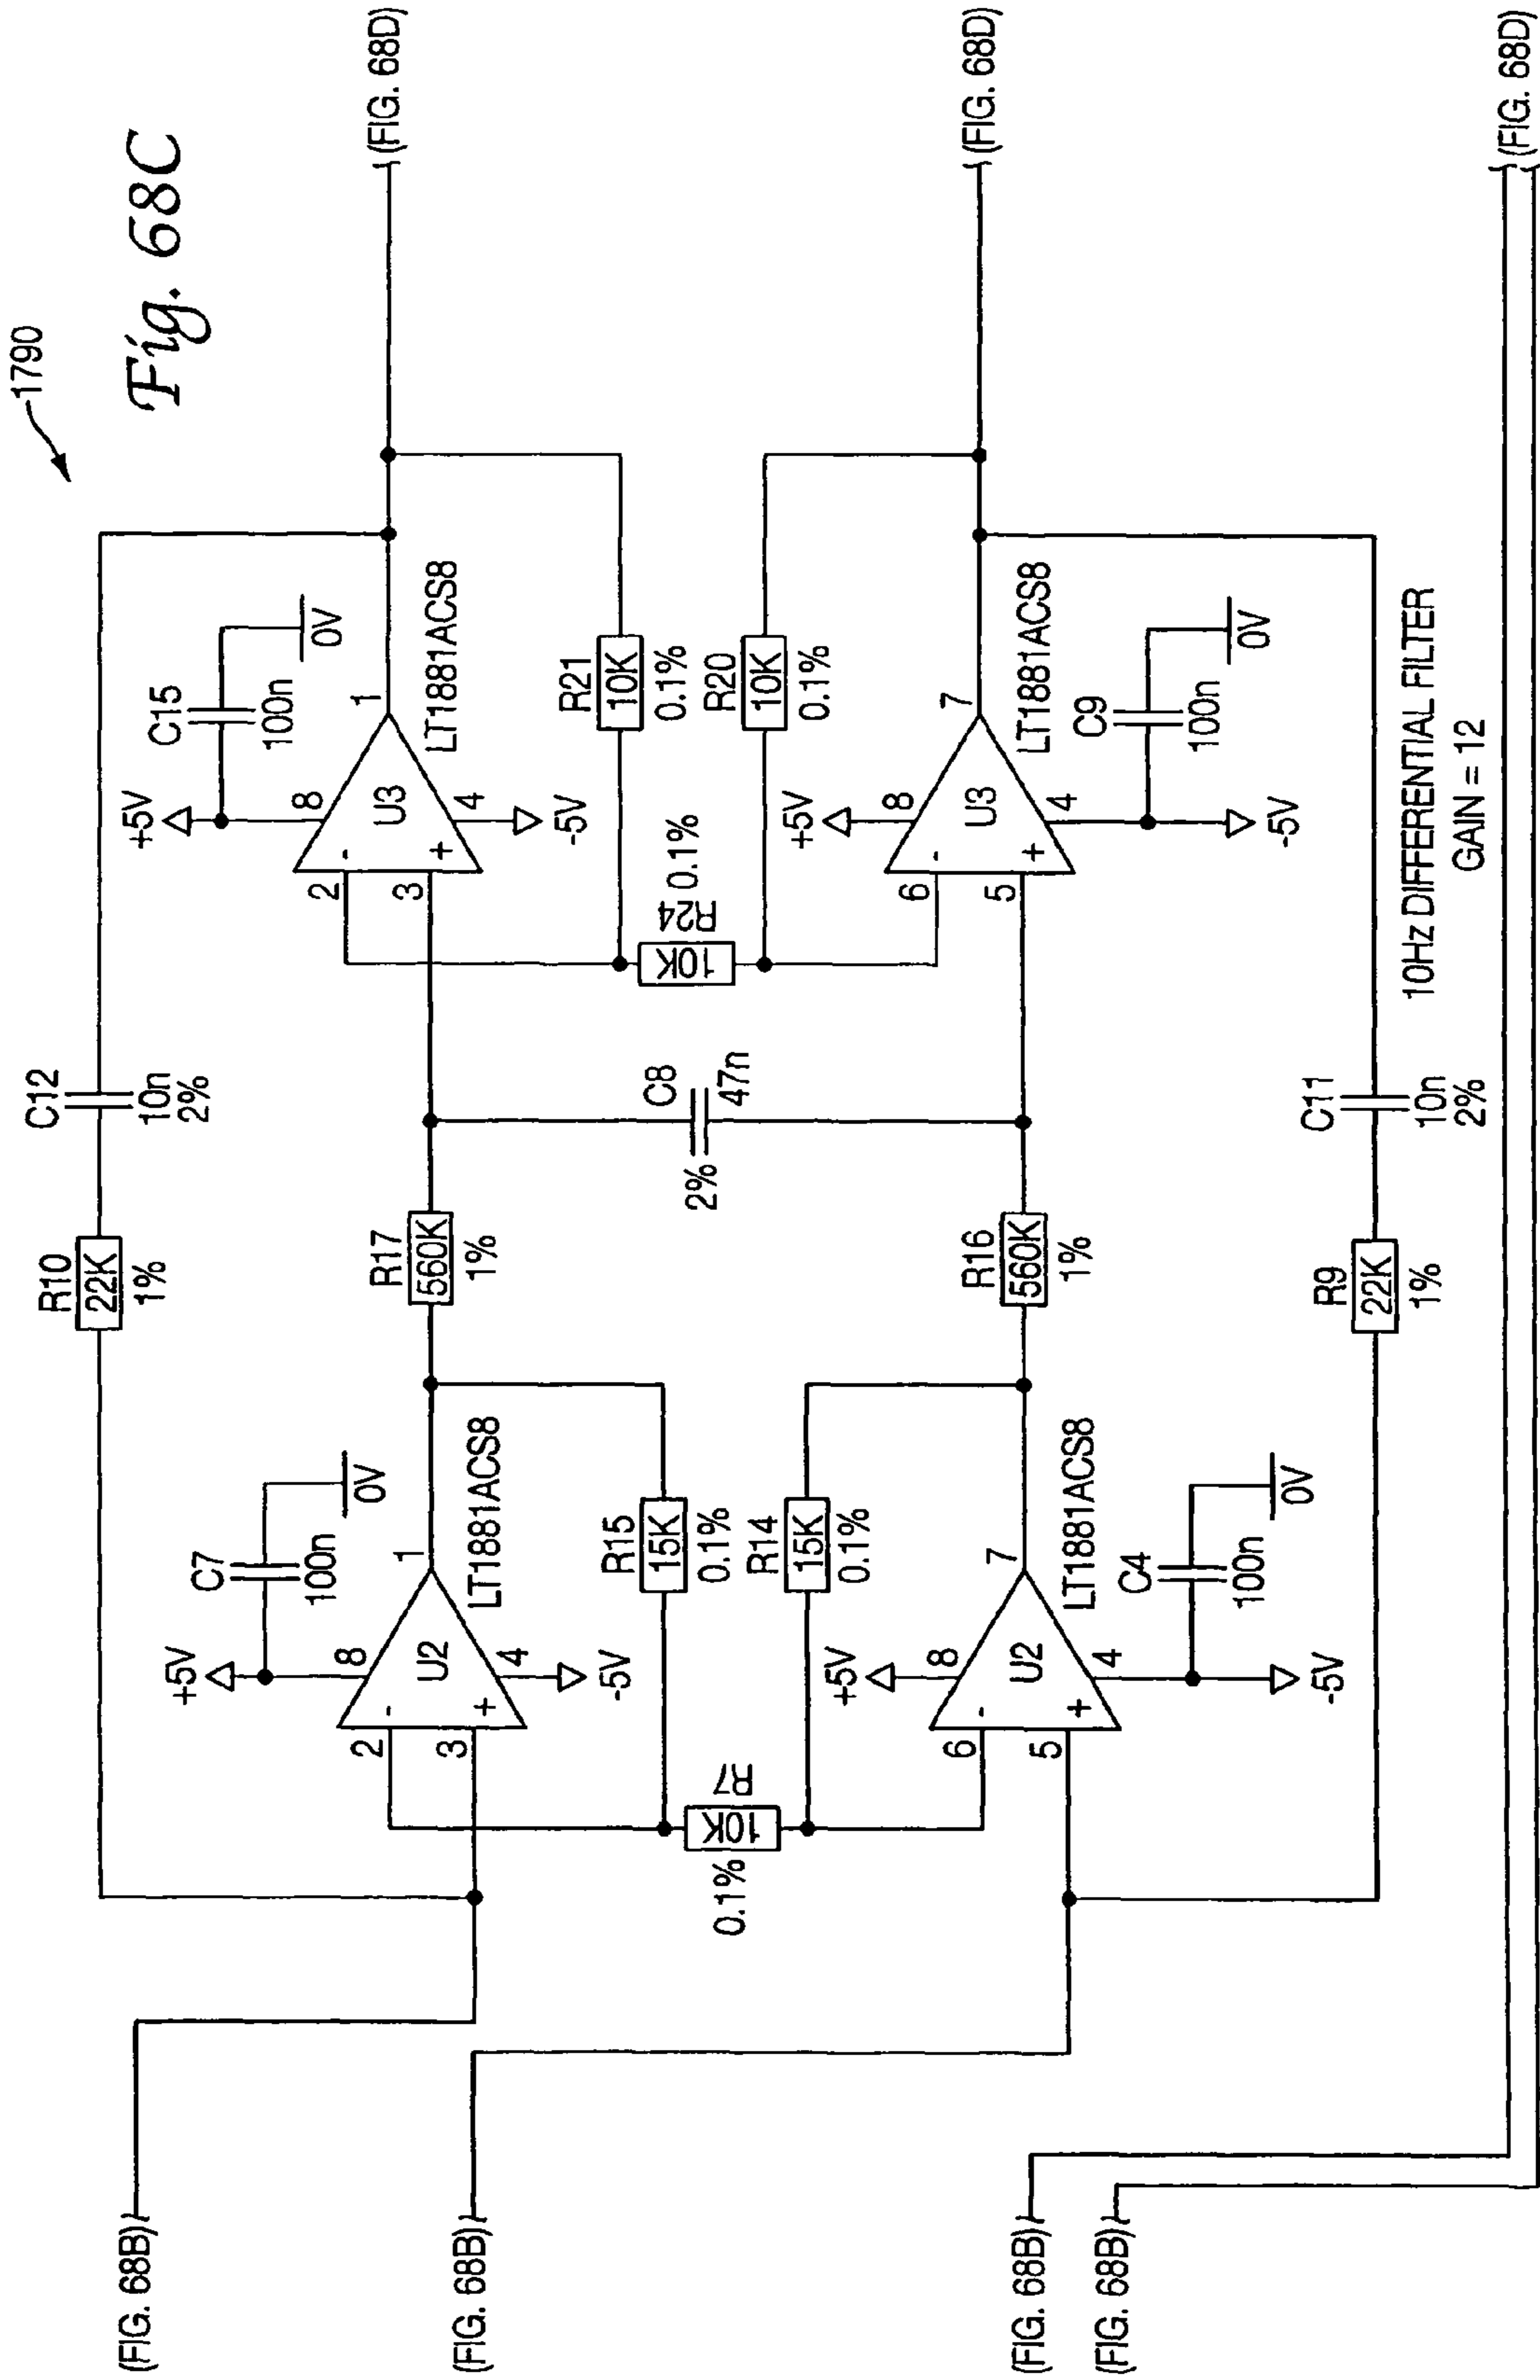 1790
Fig. 68C
C12
10n
2%
R10
22K
1%
(FIG. 68B)
(FIG. 68D)
+5V
C7
100n
0V
+5V
C15
100n
0V
2
3
-
+
8
4
1
U2
-5V
LT1881ACS8
R17
560K
1%
2
3
-
+
8
4
1
U3
-5V
LT1881ACS8
R15
15K
0.1%
R21
10K
0.1%
(FIG. 68B)
R7
10K
0.1%
C8
47n
2%
R24
10K
0.1%
R14
15K
0.1%
R20
10K
0.1%
(FIG. 68D)
+5V
6
5
-
+
8
4
7
U2
-5V
LT1881ACS8
C4
100n
0V
R16
560K
1%
+5V
6
5
-
+
8
4
7
U3
-5V
LT1881ACS8
C9
100n
0V
(FIG. 68B)
(FIG. 68B)
R9
22K
1%
C11
10n
2%
10Hz DIFFERENTIAL FILTER
GAIN = 12
(FIG. 68D)